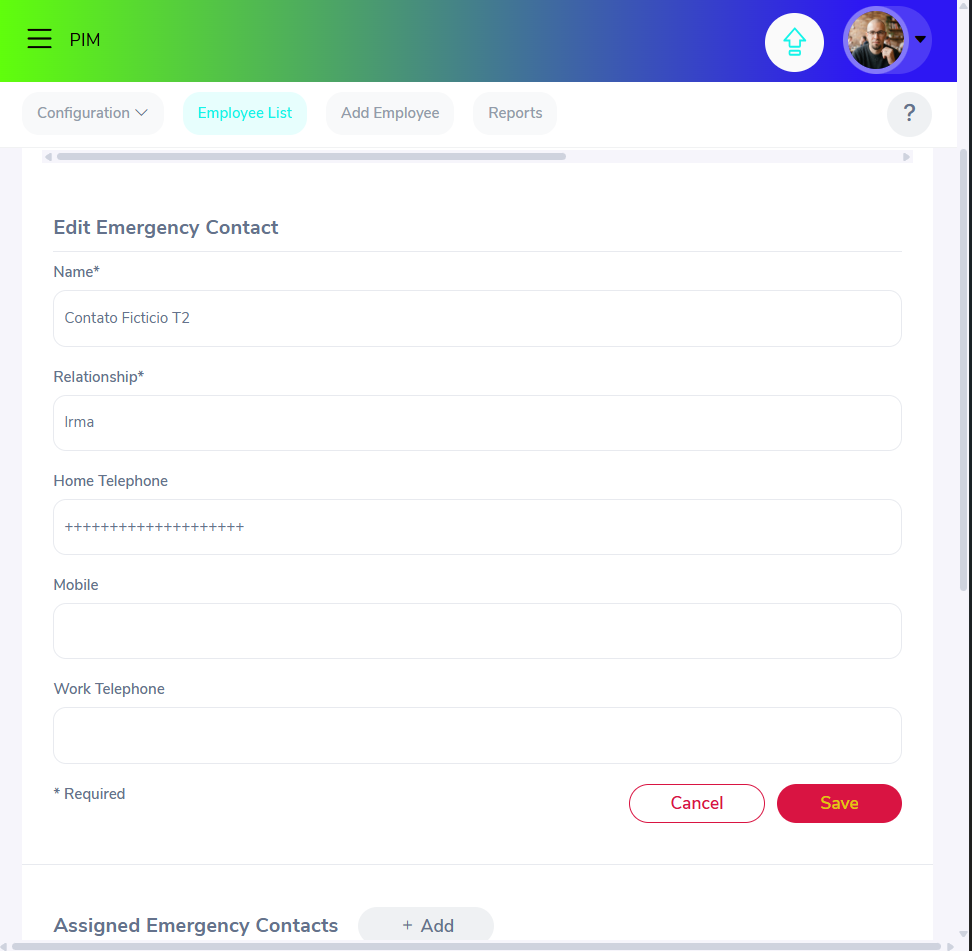 PIM
Configuration
Employee List
Add Employee
Reports
?
Edit Emergency Contact
Name*
Contato Ficticio T2
Relationship*
Irma
Home Telephone
++++++++++++++++++++
Mobile
Work Telephone
* Required
Cancel
Save
Assigned Emergency Contacts
+ Add